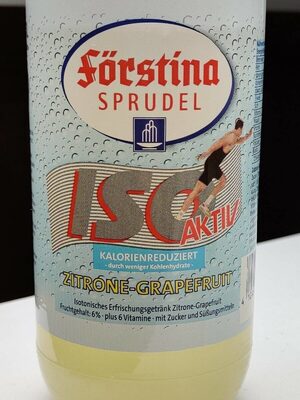 Förstina
SPRUDEL
ISO
AKTIV
KALORIENREDUZIERT
- durch weniger Kohlenhydrate -
ZITRONE-GRAPEFRUIT
Isotonisches Erfrischungsgetränk Zitrone-Grapefruit
Fruchtgehalt: 6% · plus 6 Vitamine · mit Zucker und Süßungsmitteln